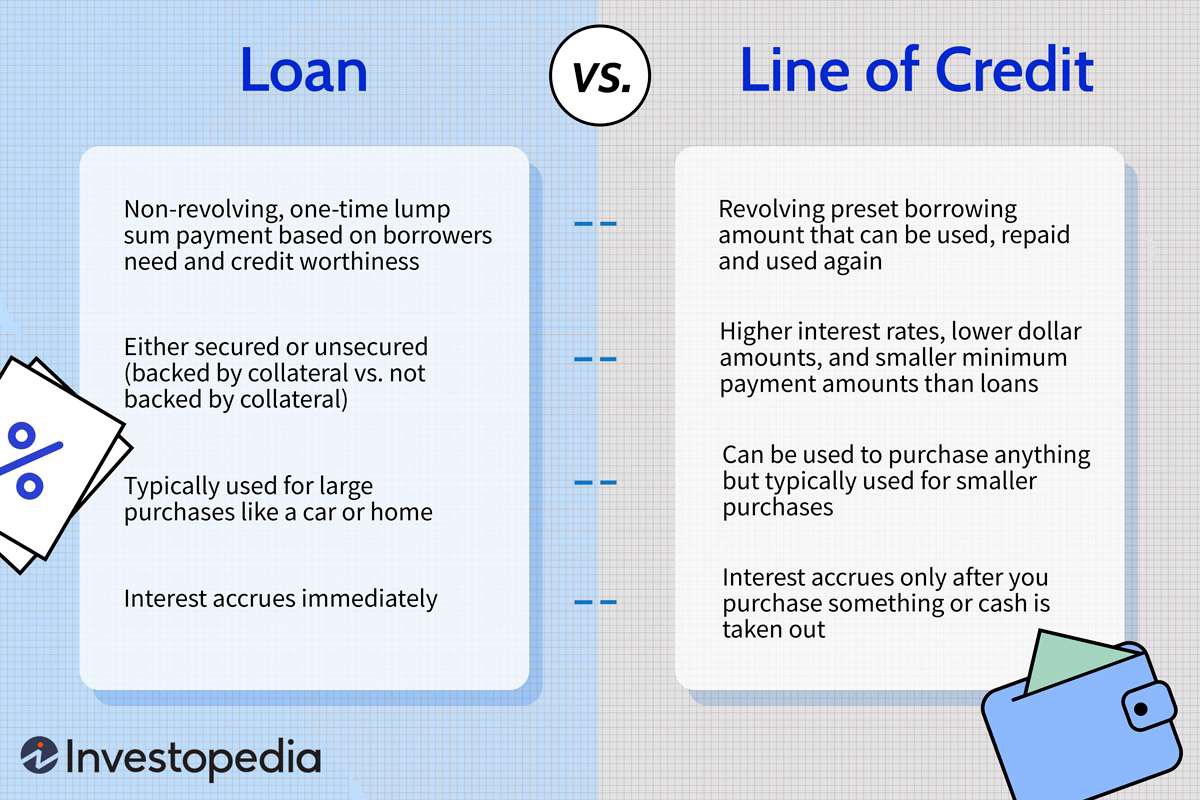 Loan
VS.
Line of Credit
Non-revolving, one-time lump
sum payment based on borrowers
need and credit worthiness
Revolving preset borrowing
amount that can be used, repaid
and used again
Either secured or unsecured
(backed by collateral vs. not
backed by collateral)
Higher interest rates, lower dollar
amounts, and smaller minimum
payment amounts than loans
Typically used for large
purchases like a car or home
Can be used to purchase anything
but typically used for smaller
purchases
Interest accrues immediately
Interest accrues only after you
purchase something or cash is
taken out
%
Investopedia